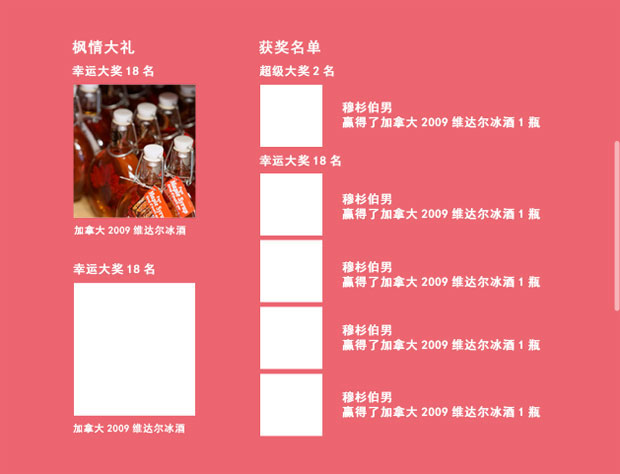 枫情大礼
幸运大奖 18 名
加拿大 2009 维达尔冰酒
幸运大奖 18 名
加拿大 2009 维达尔冰酒
获奖名单
超级大奖 2 名
穆杉伯男
赢得了加拿大 2009 维达尔冰酒 1 瓶
幸运大奖 18 名
穆杉伯男
赢得了加拿大 2009 维达尔冰酒 1 瓶
穆杉伯男
赢得了加拿大 2009 维达尔冰酒 1 瓶
穆杉伯男
赢得了加拿大 2009 维达尔冰酒 1 瓶
穆杉伯男
赢得了加拿大 2009 维达尔冰酒 1 瓶